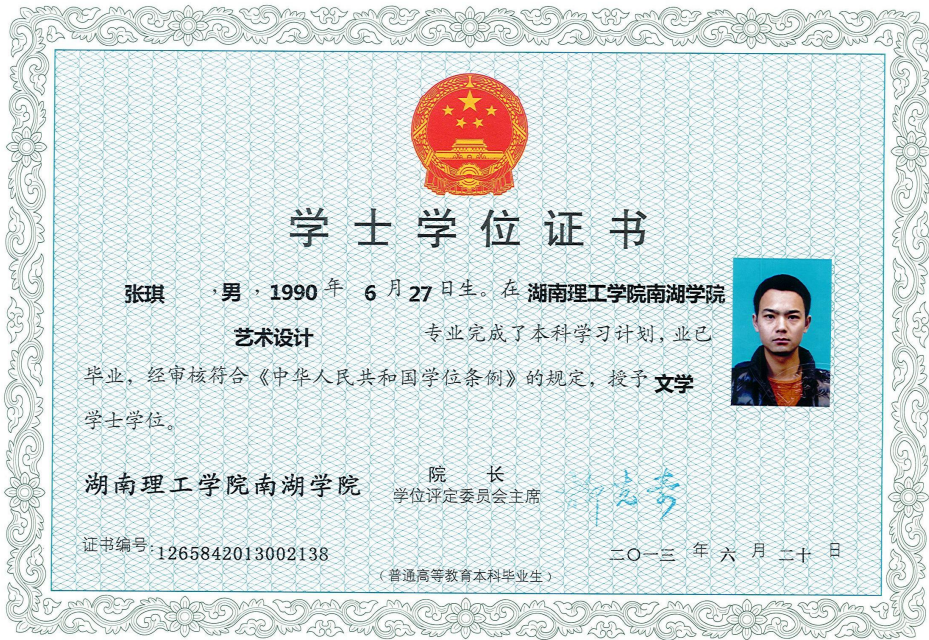 学士学位证书
张琪 ,男 , 1990 年 6 月 27 日生。在 湖南理工学院南湖学院
艺术设计 专业完成了本科学习计划,业已
毕业,经审核符合《中华人民共和国学位条例》的规定,授予 文学
学士学位。
湖南理工学院南湖学院
院 长
学位评定委员会主席
证书编号:1265842013002138
二〇一三 年 六 月 二十 日
(普通高等教育本科毕业生)